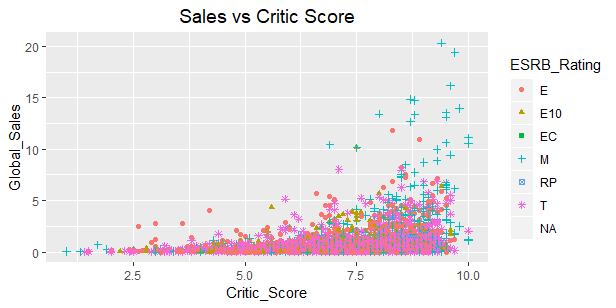 Sales vs Critic Score
20
15
10
5
0
Global_Sales
2.5 5.0 7.5 10.0
Critic_Score
ESRB_Rating
E
E10
EC
M
RP
T
NA